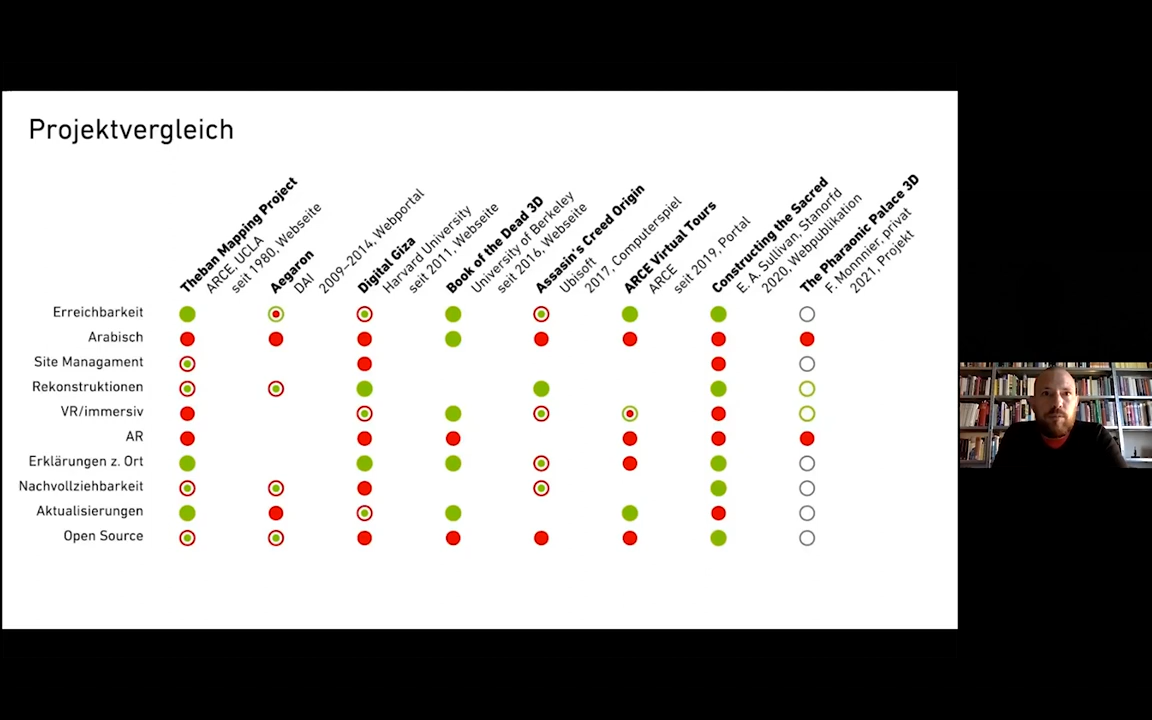 Projektvergleich
Theban Mapping Project
ARCE, UCLA
seit 1980, Webseite
Aegaron
DAI
2009–2014, Webportal
Digital Giza
Harvard University
seit 2011, Webseite
Book of the Dead 3D
University of Berkeley
seit 2016, Webseite
Assasin's Creed Origin
Ubisoft
2017, Computerspiel
ARCE Virtual Tours
ARCE
seit 2019, Portal
Constructing the Sacred
E. A. Sullivan, Stanorfd
2020, Webpublikation
The Pharaonic Palace 3D
F. Monnnier, privat
2021, Projekt
Erreichbarkeit
Arabisch
Site Managament
Rekonstruktionen
VR/immersiv
AR
Erklärungen z. Ort
Nachvollziehbarkeit
Aktualisierungen
Open Source